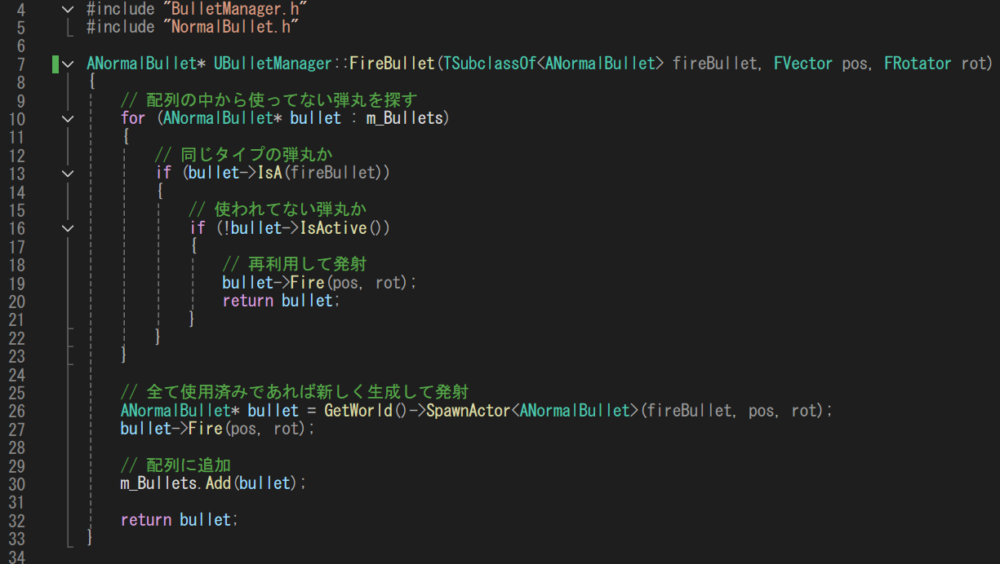 4 #include "BulletManager.h"
5 #include "NormalBullet.h"
6
7 ANormalBullet* UBulletManager::FireBullet(TSubclassOf<ANormalBullet> fireBullet, FVector pos, FRotator rot)
8 {
9 // 配列の中から使ってない弾丸を探す
10 for (ANormalBullet* bullet : m_Bullets)
11 {
12 // 同じタイプの弾丸か
13 if (bullet->IsA(fireBullet))
14 {
15 // 使われてない弾丸か
16 if (!bullet->IsActive())
17 {
18 // 再利用して発射
19 bullet->Fire(pos, rot);
20 return bullet;
21 }
22 }
23 }
24
25 // 全て使用済みであれば新しく生成して発射
26 ANormalBullet* bullet = GetWorld()->SpawnActor<ANormalBullet>(fireBullet, pos, rot);
27 bullet->Fire(pos, rot);
28
29 // 配列に追加
30 m_Bullets.Add(bullet);
31
32 return bullet;
33 }
34